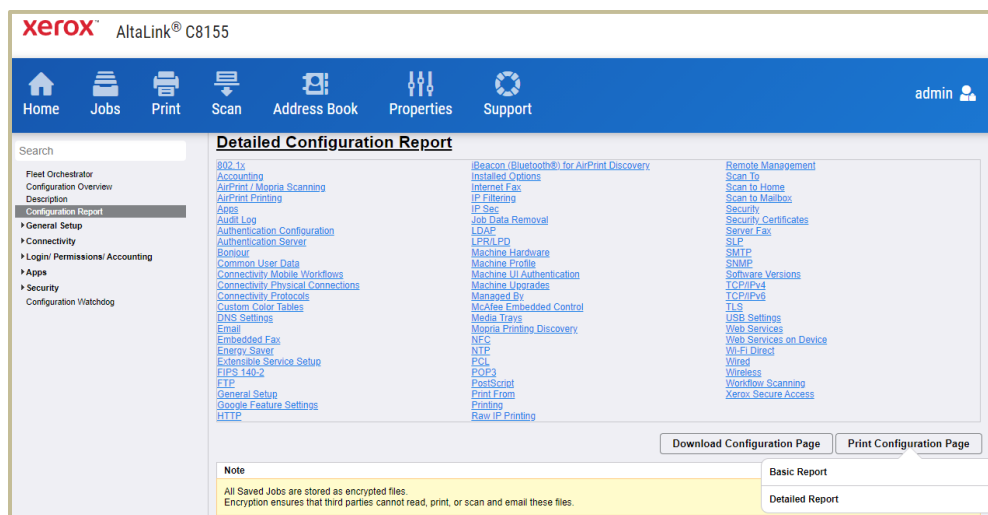 xerox™ AltaLink® C8155
Home Jobs Print Scan Address Book Properties Support admin
Search
Fleet Orchestrator
Configuration Overview
Description
Configuration Report
General Setup
Connectivity
Login/ Permissions/ Accounting
Apps
Security
Configuration Watchdog
Detailed Configuration Report
802.1x
Accounting
AirPrint / Mopria Scanning
AirPrint Printing
Apps
Audit Log
Authentication Configuration
Authentication Server
Bonjour
Common User Data
Connectivity Mobile Workflows
Connectivity Physical Connections
Connectivity Protocols
Custom Color Tables
DNS Settings
Email
Embedded Fax
Energy Saver
Extensible Service Setup
FIPS 140-2
FTP
General Setup
Google Feature Settings
HTTP
iBeacon (Bluetooth®) for AirPrint Discovery
Installed Options
Internet Fax
IP Filtering
IP Sec
Job Data Removal
LDAP
LPR/LPD
Machine Hardware
Machine Profile
Machine UI Authentication
Machine Upgrades
Managed By
McAfee Embedded Control
Media Trays
Mopria Printing Discovery
NFC
NTP
PCL
POP3
PostScript
Print From
Printing
Raw IP Printing
Remote Management
Scan To
Scan to Home
Scan to Mailbox
Security
Security Certificates
Server Fax
SLP
SMTP
SNMP
Software Versions
TCP/IPv4
TCP/IPv6
TLS
USB Settings
Web Services
Web Services on Device
Wi-Fi Direct
Wired
Wireless
Workflow Scanning
Xerox Secure Access
Download Configuration Page Print Configuration Page
Basic Report
Detailed Report
Note
All Saved Jobs are stored as encrypted files.
Encryption ensures that third parties cannot read, print, or scan and email these files.